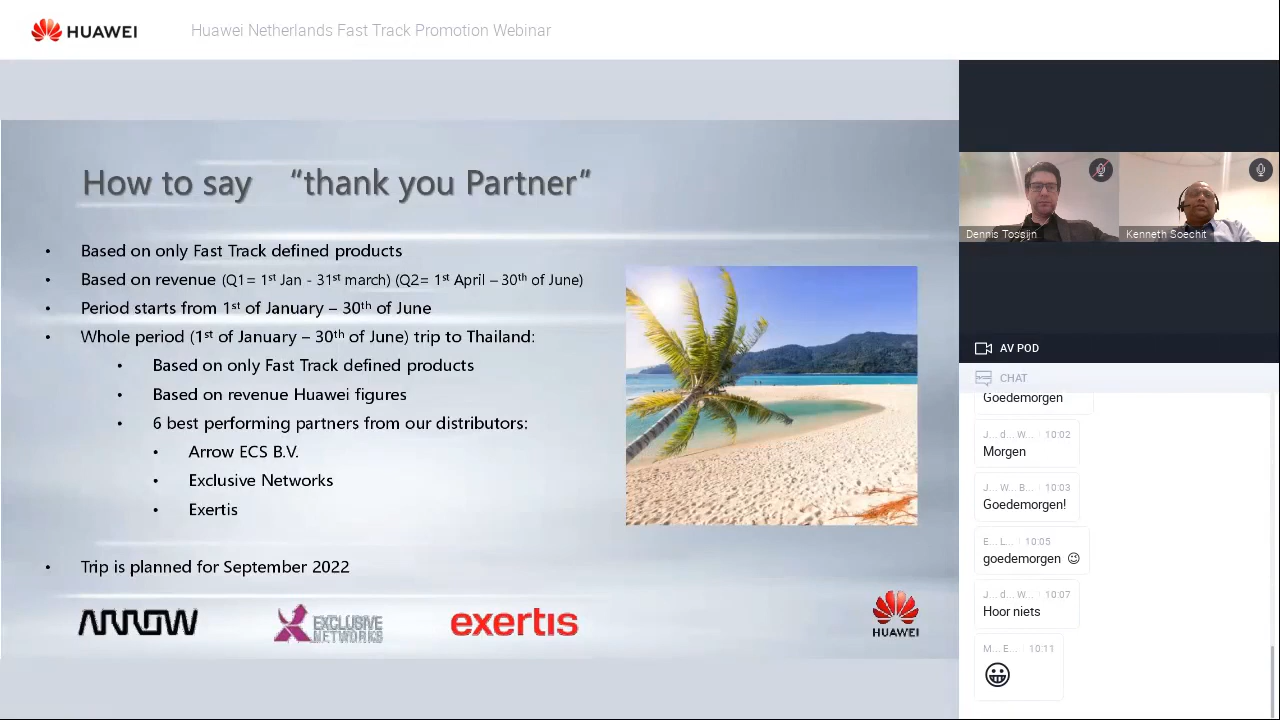 HUAWEI
Huawei Netherlands Fast Track Promotion Webinar
How to say “thank you Partner”
• Based on only Fast Track defined products
• Based on revenue (Q1= 1st Jan - 31st march) (Q2= 1st April – 30th of June)
• Period starts from 1st of January – 30th of June
• Whole period (1st of January – 30th of June) trip to Thailand:
• Based on only Fast Track defined products
• Based on revenue Huawei figures
• 6 best performing partners from our distributors:
• Arrow ECS B.V.
• Exclusive Networks
• Exertis
• Trip is planned for September 2022
ARROW
EXCLUSIVE
NETWORKS
exertis
HUAWEI
Dennis Tossijn
Kenneth Soechit
AV POD
CHAT
Goedemorgen
J... d... W... 10:02
Morgen
J... W... B... 10:03
Goedemorgen!
E... L... 10:05
goedemorgen 😉
J... d... W... 10:07
Hoor niets
M... E... 10:11
😀